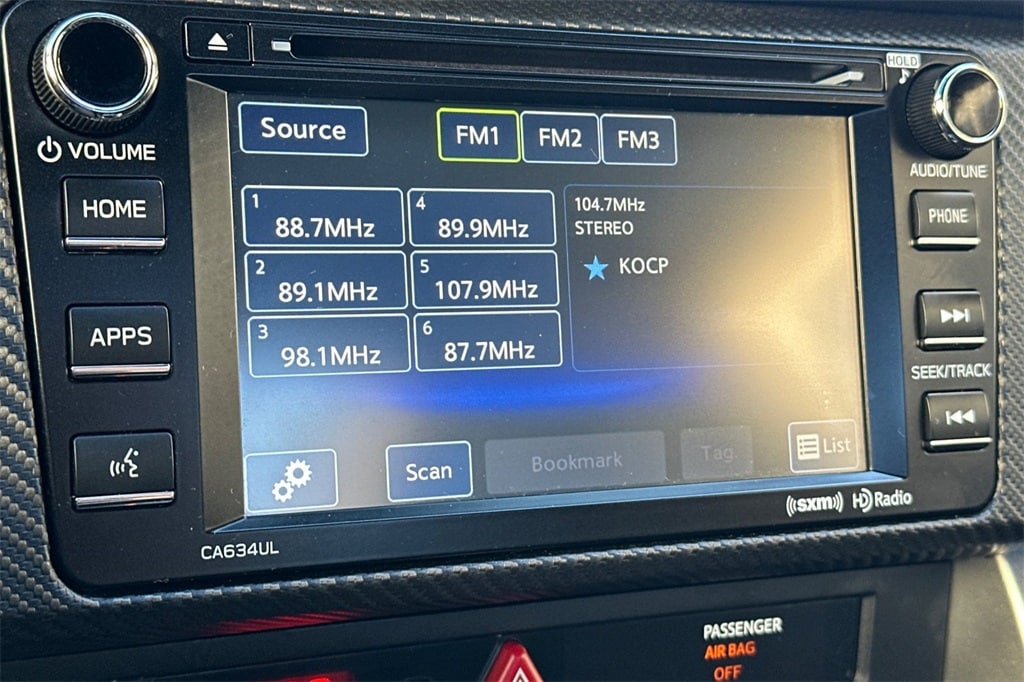 HOLD
VOLUME
HOME
APPS
AUDIO/TUNE
PHONE
SEEK/TRACK
Source
FM1 FM2 FM3
1 88.7MHz
2 89.1MHz
3 98.1MHz
4 89.9MHz
5 107.9MHz
6 87.7MHz
104.7MHz
STEREO
KOCP
Scan Bookmark Tag List
((sxm)) HD Radio
CA634UL
PASSENGER
AIR BAG
OFF